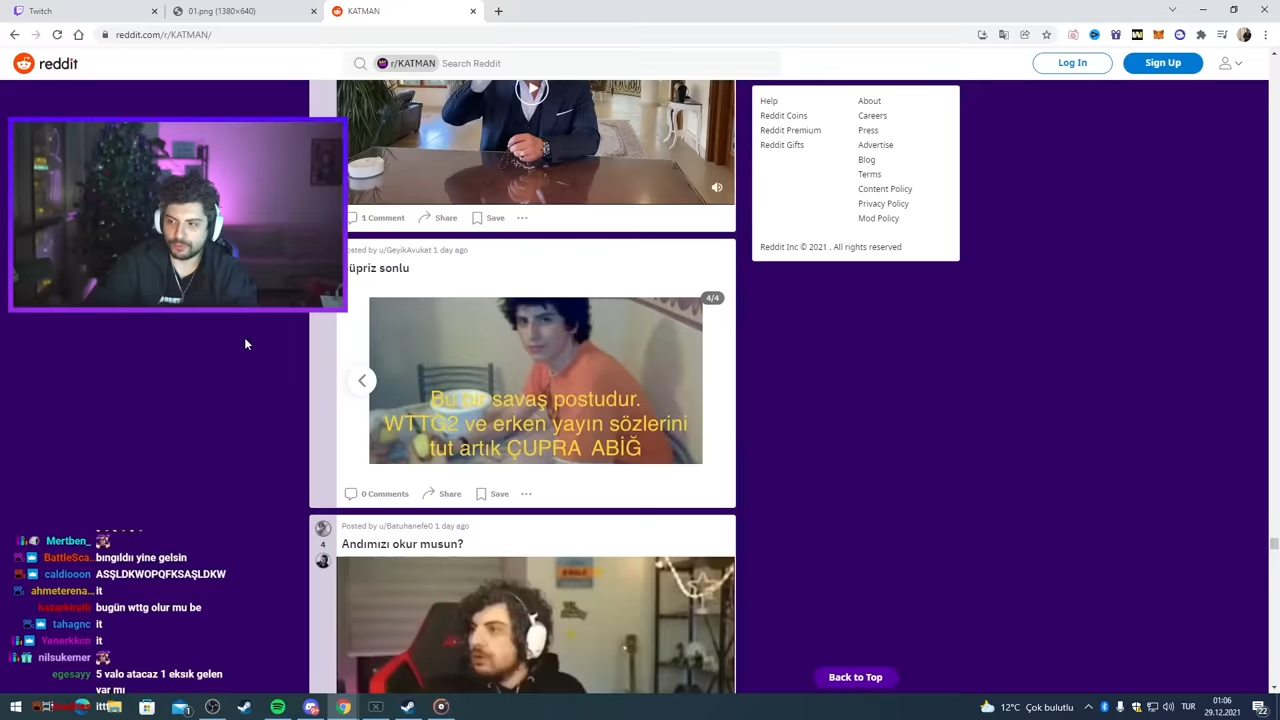 Twitch
01.png (1380×640)
KATMAN
reddit.com/r/KATMAN/
reddit
r/KATMAN
Search Reddit
Log In
Sign Up
1 Comment
Share
Save
Help
Reddit Coins
Reddit Premium
Reddit Gifts
About
Careers
Press
Advertise
Blog
Terms
Content Policy
Privacy Policy
Mod Policy
Reddit Inc © 2021 . All rights reserved
osted by u/GeyikAvukat 1 day ago
üpriz sonlu
4/4
Bu bir savaş postudur.
WTTG2 ve erken yayın sözlerini
tut artık ÇUPRA ABİĞ
0 Comments
Share
Save
4
Posted by u/Batuhanefe0 1 day ago
Andımızı okur musun?
Mertben_
BattleSca... bıngıldıı yine gelsin
caldiooon ASŞLDKWOPQFKSAŞLDKW
ahmeterena... it
hazarkiralli bugün wttg olur mu be
tahagnc it
Yenerkkcn it
nilsukemer
egesayy 5 valo atacaz 1 eksık gelen
var mı
Back to Top
12°C Çok bulutlu
TUR
01:06
29.12.2021
22